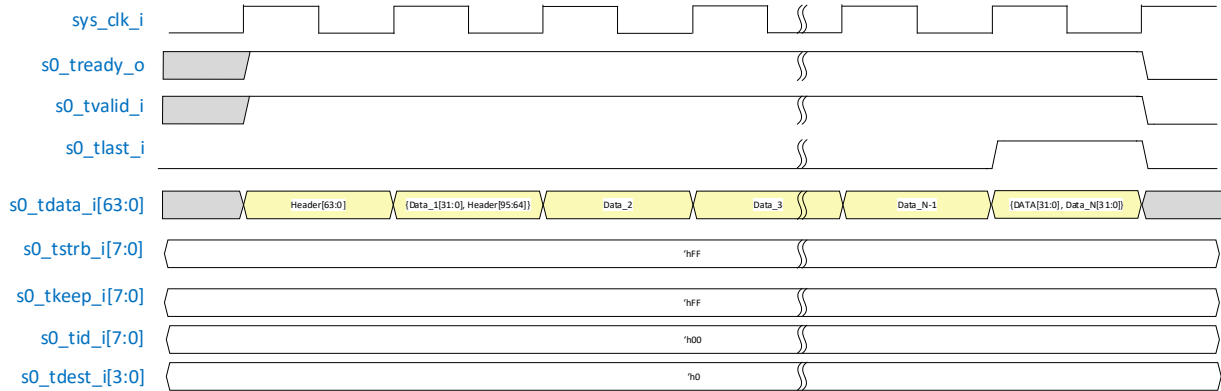 sys_clk_i
s0_tready_o
s0_tvalid_i
s0_tlast_i
s0_tdata_i[63:0] Header[63:0] {Data_1[31:0], Header[95:64]} Data_2 Data_3 Data_N-1 {DATA[31:0], Data_N[31:0]}
s0_tstrb_i[7:0] 'hFF
s0_tkeep_i[7:0] 'hFF
s0_tid_i[7:0] 'h00
s0_tdest_i[3:0] 'h0